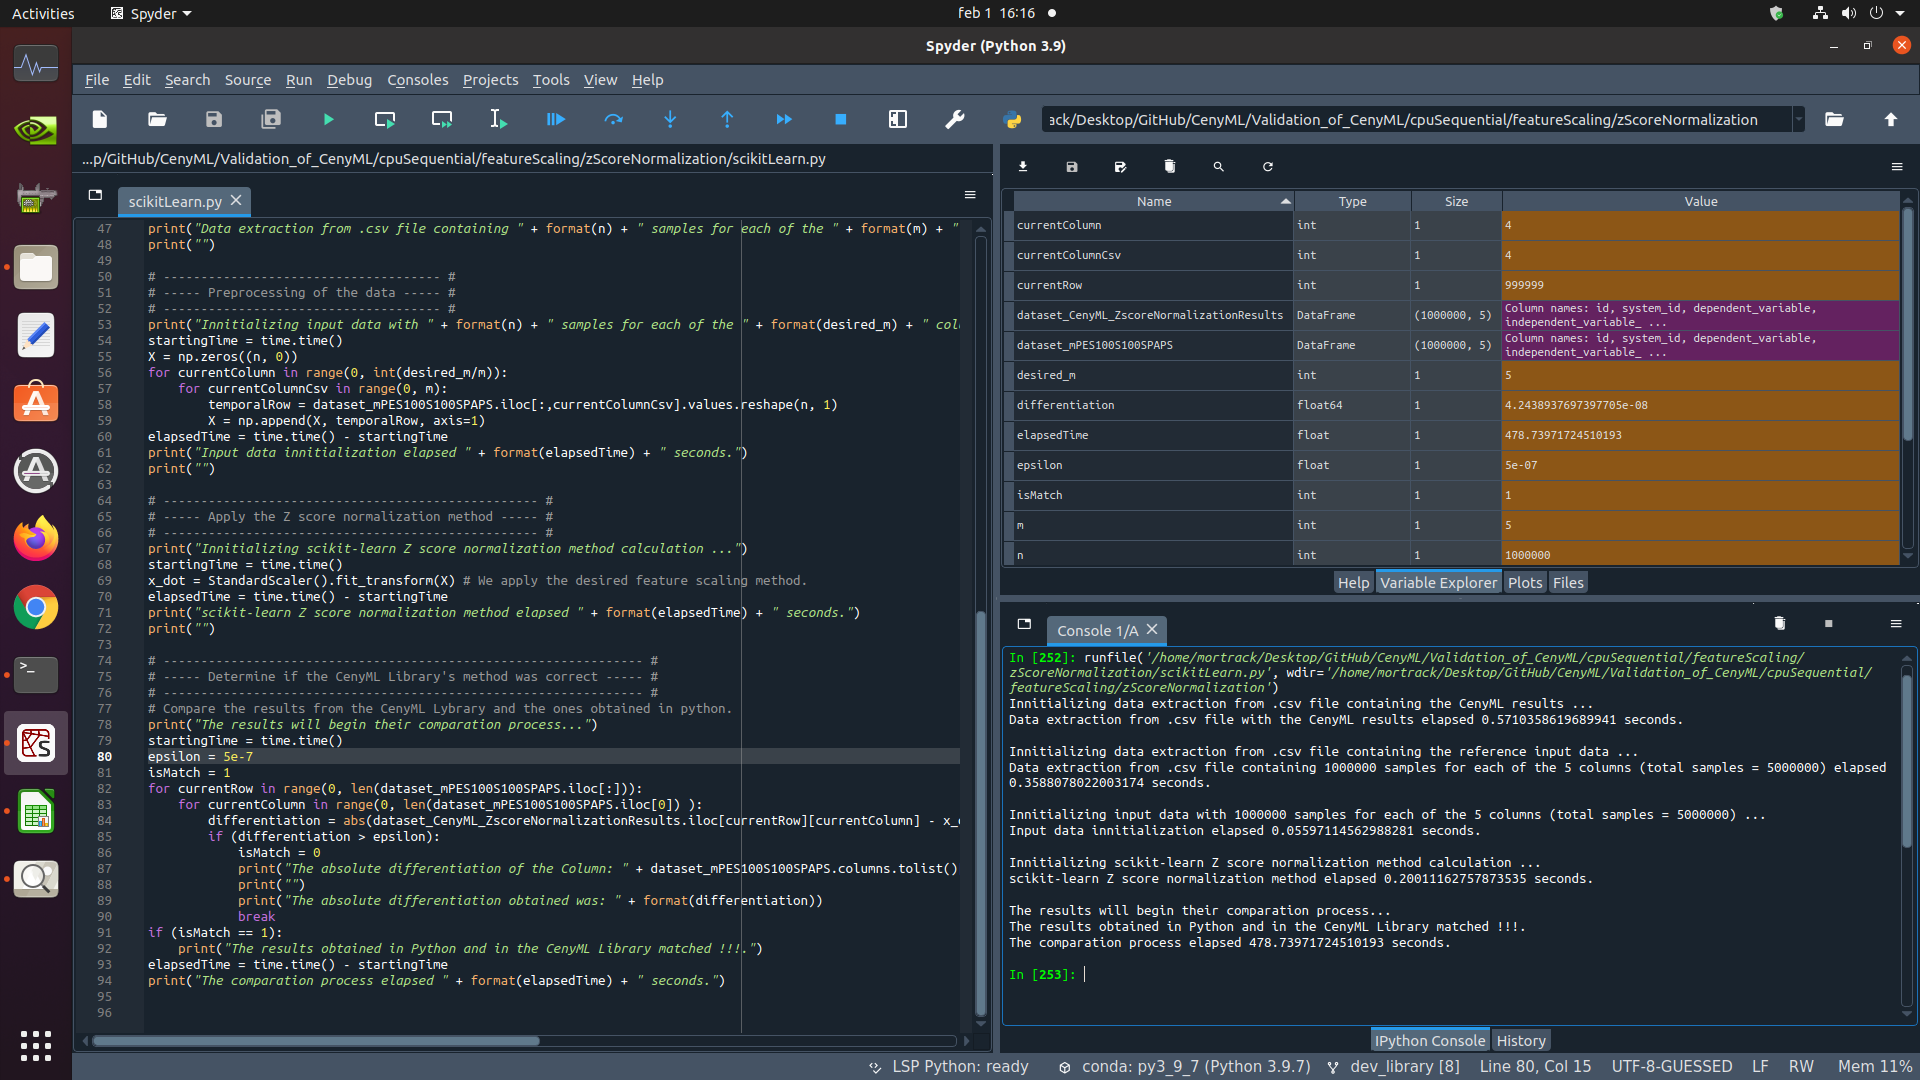 Activities
Spyder
feb 1 16:16
Spyder (Python 3.9)
File Edit Search Source Run Debug Consoles Projects Tools View Help
ack/Desktop/GitHub/CenyML/Validation_of_CenyML/cpuSequential/featureScaling/zScoreNormalization
...p/GitHub/CenyML/Validation_of_CenyML/cpuSequential/featureScaling/zScoreNormalization/scikitLearn.py
scikitLearn.py
47 print("Data extraction from .csv file containing " + format(n) + " samples for each of the " + format(m) + "
48 print("")
49
50 # ------------------------------------- #
51 # ----- Preprocessing of the data ----- #
52 # ------------------------------------- #
53 print("Innitializing input data with " + format(n) + " samples for each of the " + format(desired_m) + " col
54 startingTime = time.time()
55 X = np.zeros((n, 0))
56 for currentColumn in range(0, int(desired_m/m)):
57     for currentColumnCsv in range(0, m):
58         temporalRow = dataset_mPES100S100SPAPS.iloc[:,currentColumnCsv].values.reshape(n, 1)
59         X = np.append(X, temporalRow, axis=1)
60 elapsedTime = time.time() - startingTime
61 print("Input data innitialization elapsed " + format(elapsedTime) + " seconds.")
62 print("")
63
64 # -------------------------------------------------- #
65 # ----- Apply the Z score normalization method ----- #
66 # -------------------------------------------------- #
67 print("Innitializing scikit-learn Z score normalization method calculation ...")
68 startingTime = time.time()
69 x_dot = StandardScaler().fit_transform(X) # We apply the desired feature scaling method.
70 elapsedTime = time.time() - startingTime
71 print("scikit-learn Z score normalization method elapsed " + format(elapsedTime) + " seconds.")
72 print("")
73
74 # ---------------------------------------------------------------- #
75 # ----- Determine if the CenyML Library's method was correct ----- #
76 # ---------------------------------------------------------------- #
77 # Compare the results from the CenyML Lybrary and the ones obtained in python.
78 print("The results will begin their comparation process...")
79 startingTime = time.time()
80 epsilon = 5e-7
81 isMatch = 1
82 for currentRow in range(0, len(dataset_mPES100S100SPAPS.iloc[:])):
83     for currentColumn in range(0, len(dataset_mPES100S100SPAPS.iloc[0]) ):
84         differentiation = abs(dataset_CenyML_ZscoreNormalizationResults.iloc[currentRow][currentColumn] - x_
85         if (differentiation > epsilon):
86             isMatch = 0
87             print("The absolute differentiation of the Column: " + dataset_mPES100S100SPAPS.columns.tolist()
88             print("")
89             print("The absolute differentiation obtained was: " + format(differentiation))
90             break
91 if (isMatch == 1):
92     print("The results obtained in Python and in the CenyML Library matched !!!.")
93 elapsedTime = time.time() - startingTime
94 print("The comparation process elapsed " + format(elapsedTime) + " seconds.")
95
96
Name Type Size Value
currentColumn int 1 4
currentColumnCsv int 1 4
currentRow int 1 999999
dataset_CenyML_ZscoreNormalizationResults DataFrame (1000000, 5) Column names: id, system_id, dependent_variable,
independent_variable_ ...
dataset_mPES100S100SPAPS DataFrame (1000000, 5) Column names: id, system_id, dependent_variable,
independent_variable_ ...
desired_m int 1 5
differentiation float64 1 4.2438937697397705e-08
elapsedTime float 1 478.73971724510193
epsilon float 1 5e-07
isMatch int 1 1
m int 1 5
n int 1 1000000
Help Variable Explorer Plots Files
Console 1/A
In [252]: runfile('/home/mortrack/Desktop/GitHub/CenyML/Validation_of_CenyML/cpuSequential/featureScaling/
zScoreNormalization/scikitLearn.py', wdir='/home/mortrack/Desktop/GitHub/CenyML/Validation_of_CenyML/cpuSequential/
featureScaling/zScoreNormalization')
Innitializing data extraction from .csv file containing the CenyML results ...
Data extraction from .csv file with the CenyML results elapsed 0.5710358619689941 seconds.

Innitializing data extraction from .csv file containing the reference input data ...
Data extraction from .csv file containing 1000000 samples for each of the 5 columns (total samples = 5000000) elapsed
0.3588078022003174 seconds.

Innitializing input data with 1000000 samples for each of the 5 columns (total samples = 5000000) ...
Input data innitialization elapsed 0.05597114562988281 seconds.

Innitializing scikit-learn Z score normalization method calculation ...
scikit-learn Z score normalization method elapsed 0.20011162757873535 seconds.

The results will begin their comparation process...
The results obtained in Python and in the CenyML Library matched !!!.
The comparation process elapsed 478.73971724510193 seconds.

In [253]:
IPython Console History
LSP Python: ready conda: py3_9_7 (Python 3.9.7) dev_library [8] Line 80, Col 15 UTF-8-GUESSED LF RW Mem 11%